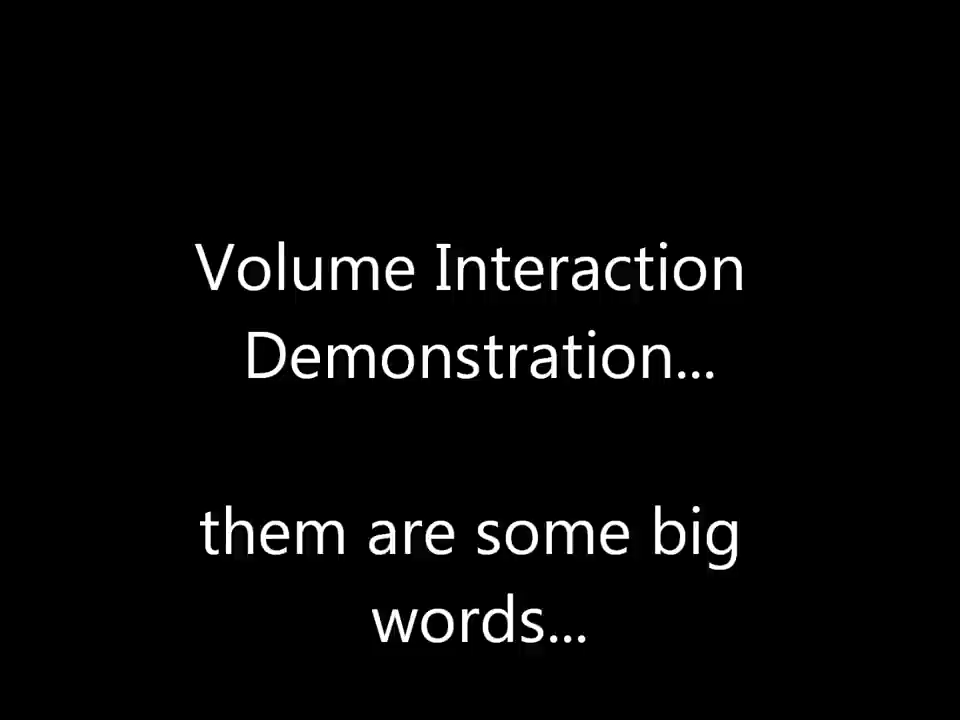 Volume Interaction
Demonstration...
them are some big
words...